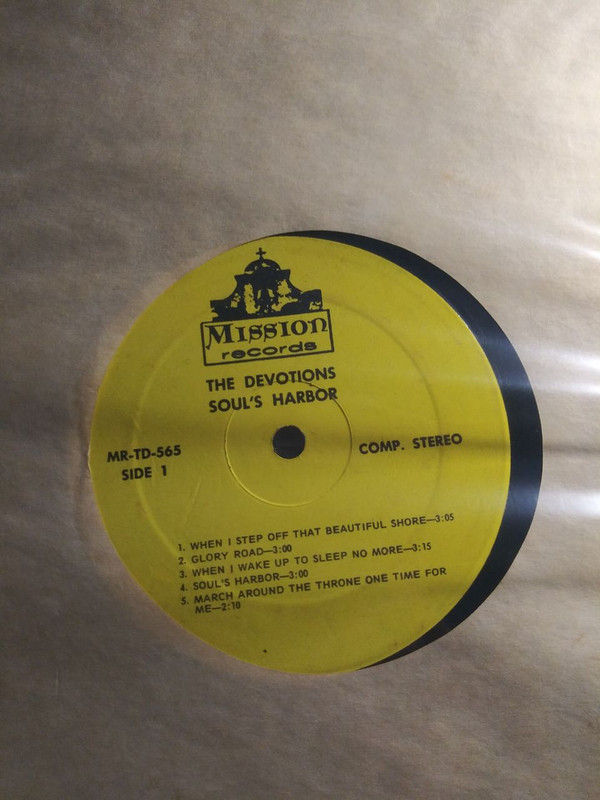 Mission
records
THE DEVOTIONS
SOUL'S HARBOR
MR-TD-565
SIDE 1
COMP. STEREO
1. WHEN I STEP OFF THAT BEAUTIFUL SHORE—3:05
2. GLORY ROAD—3:00
3. WHEN I WAKE UP TO SLEEP NO MORE—3:15
4. SOUL'S HARBOR—3:00
5. MARCH AROUND THE THRONE ONE TIME FOR
ME—2:10